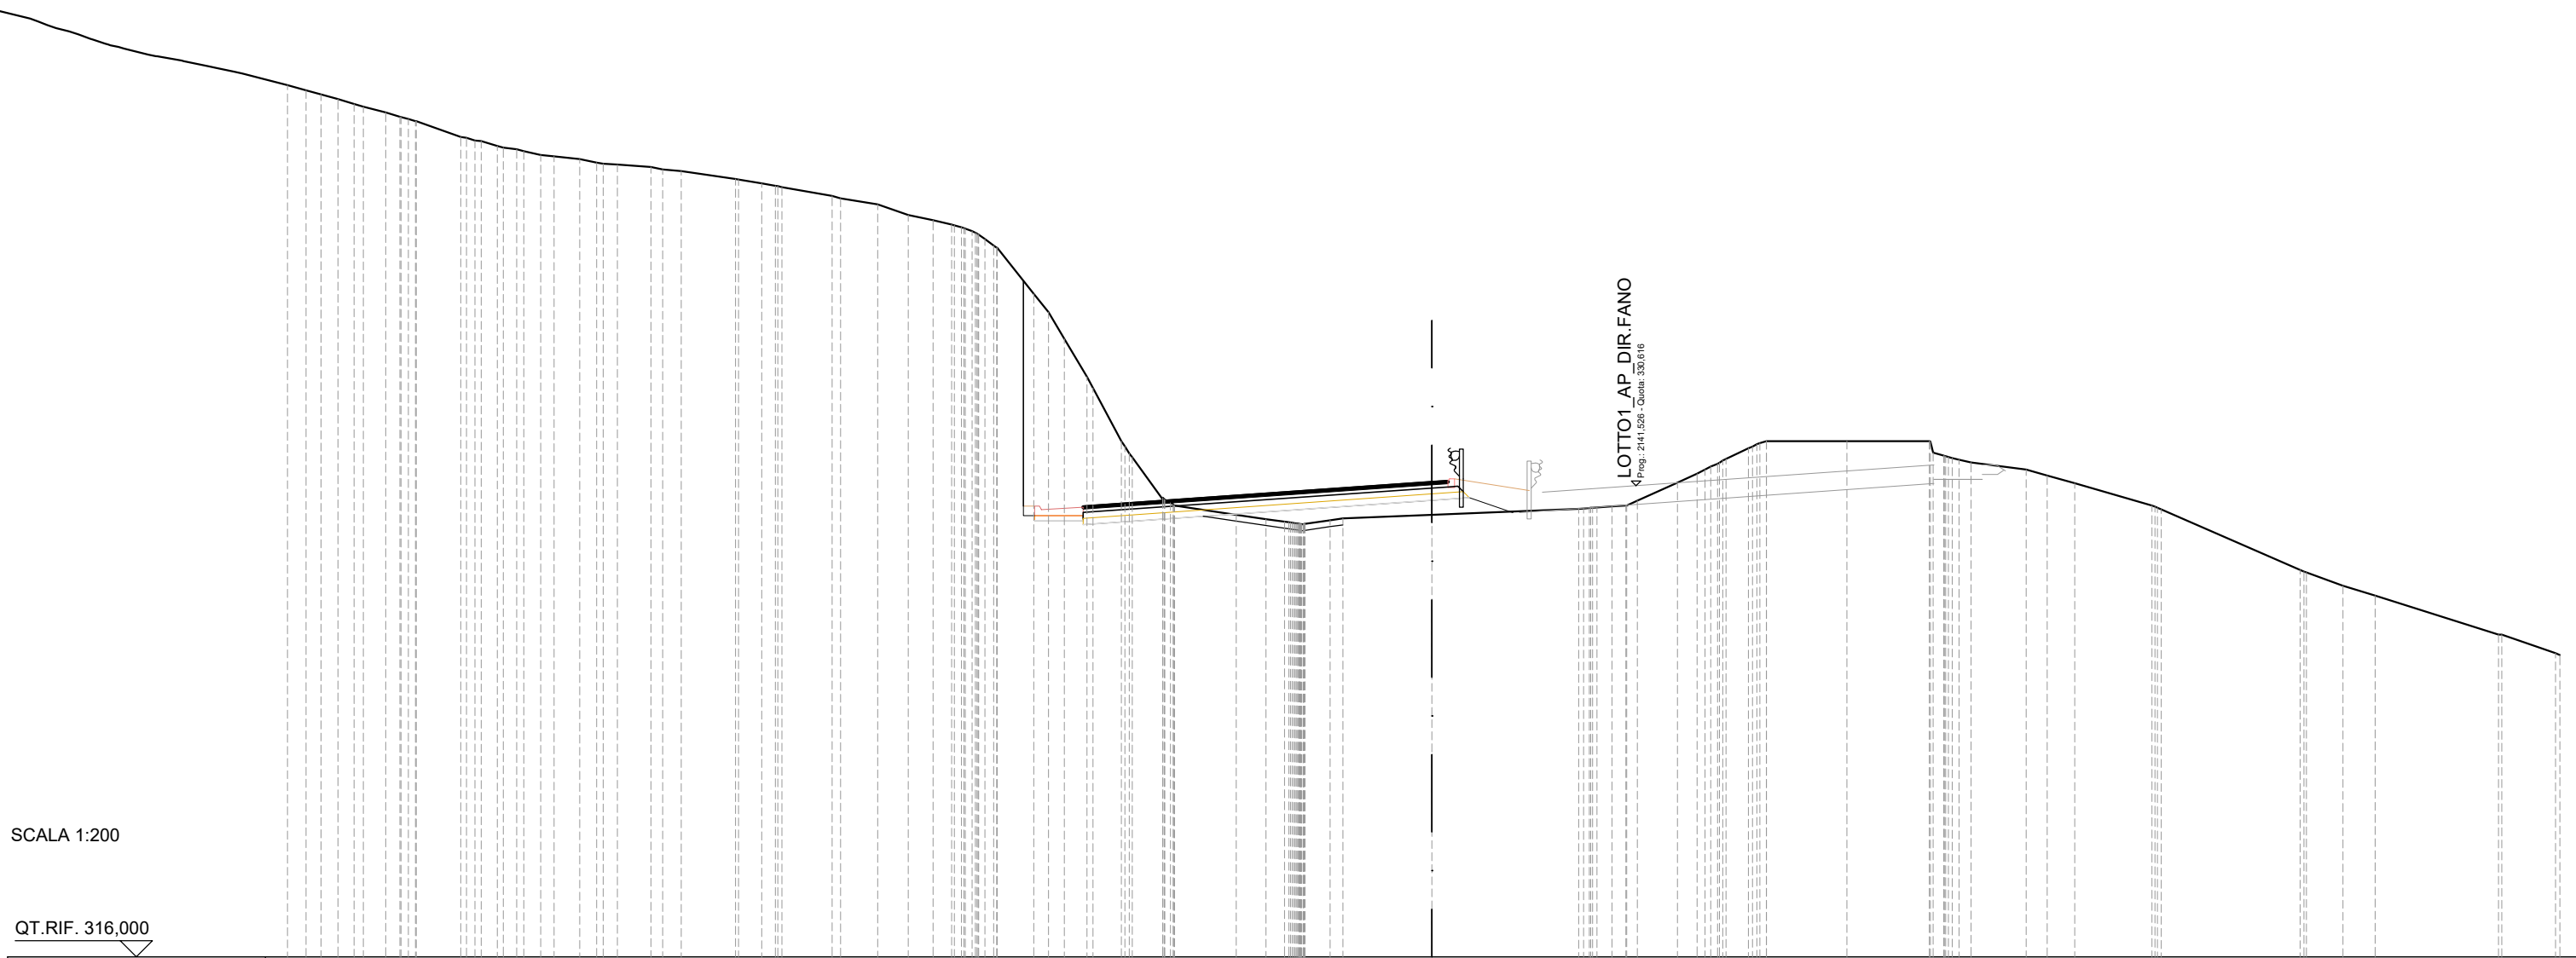 LOTTO1_AP_DIR.FANO
Prog.: 2141,526 - Quota: 330,616
SCALA 1:200
QT.RIF. 316,000